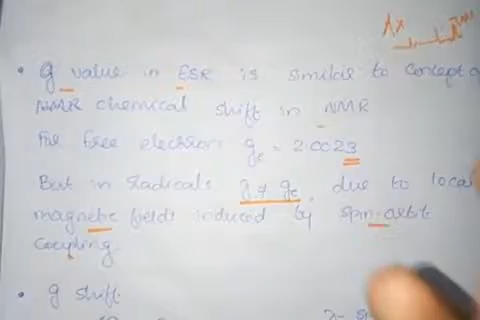 AX
• g value in ESR is similar to concept o
NMR chemical shift in NMR
For free electron ge = 2.0023
But in radicals g ≠ ge, due to local
magnetic fields induced by spin-orbit
coupling.
• g shift